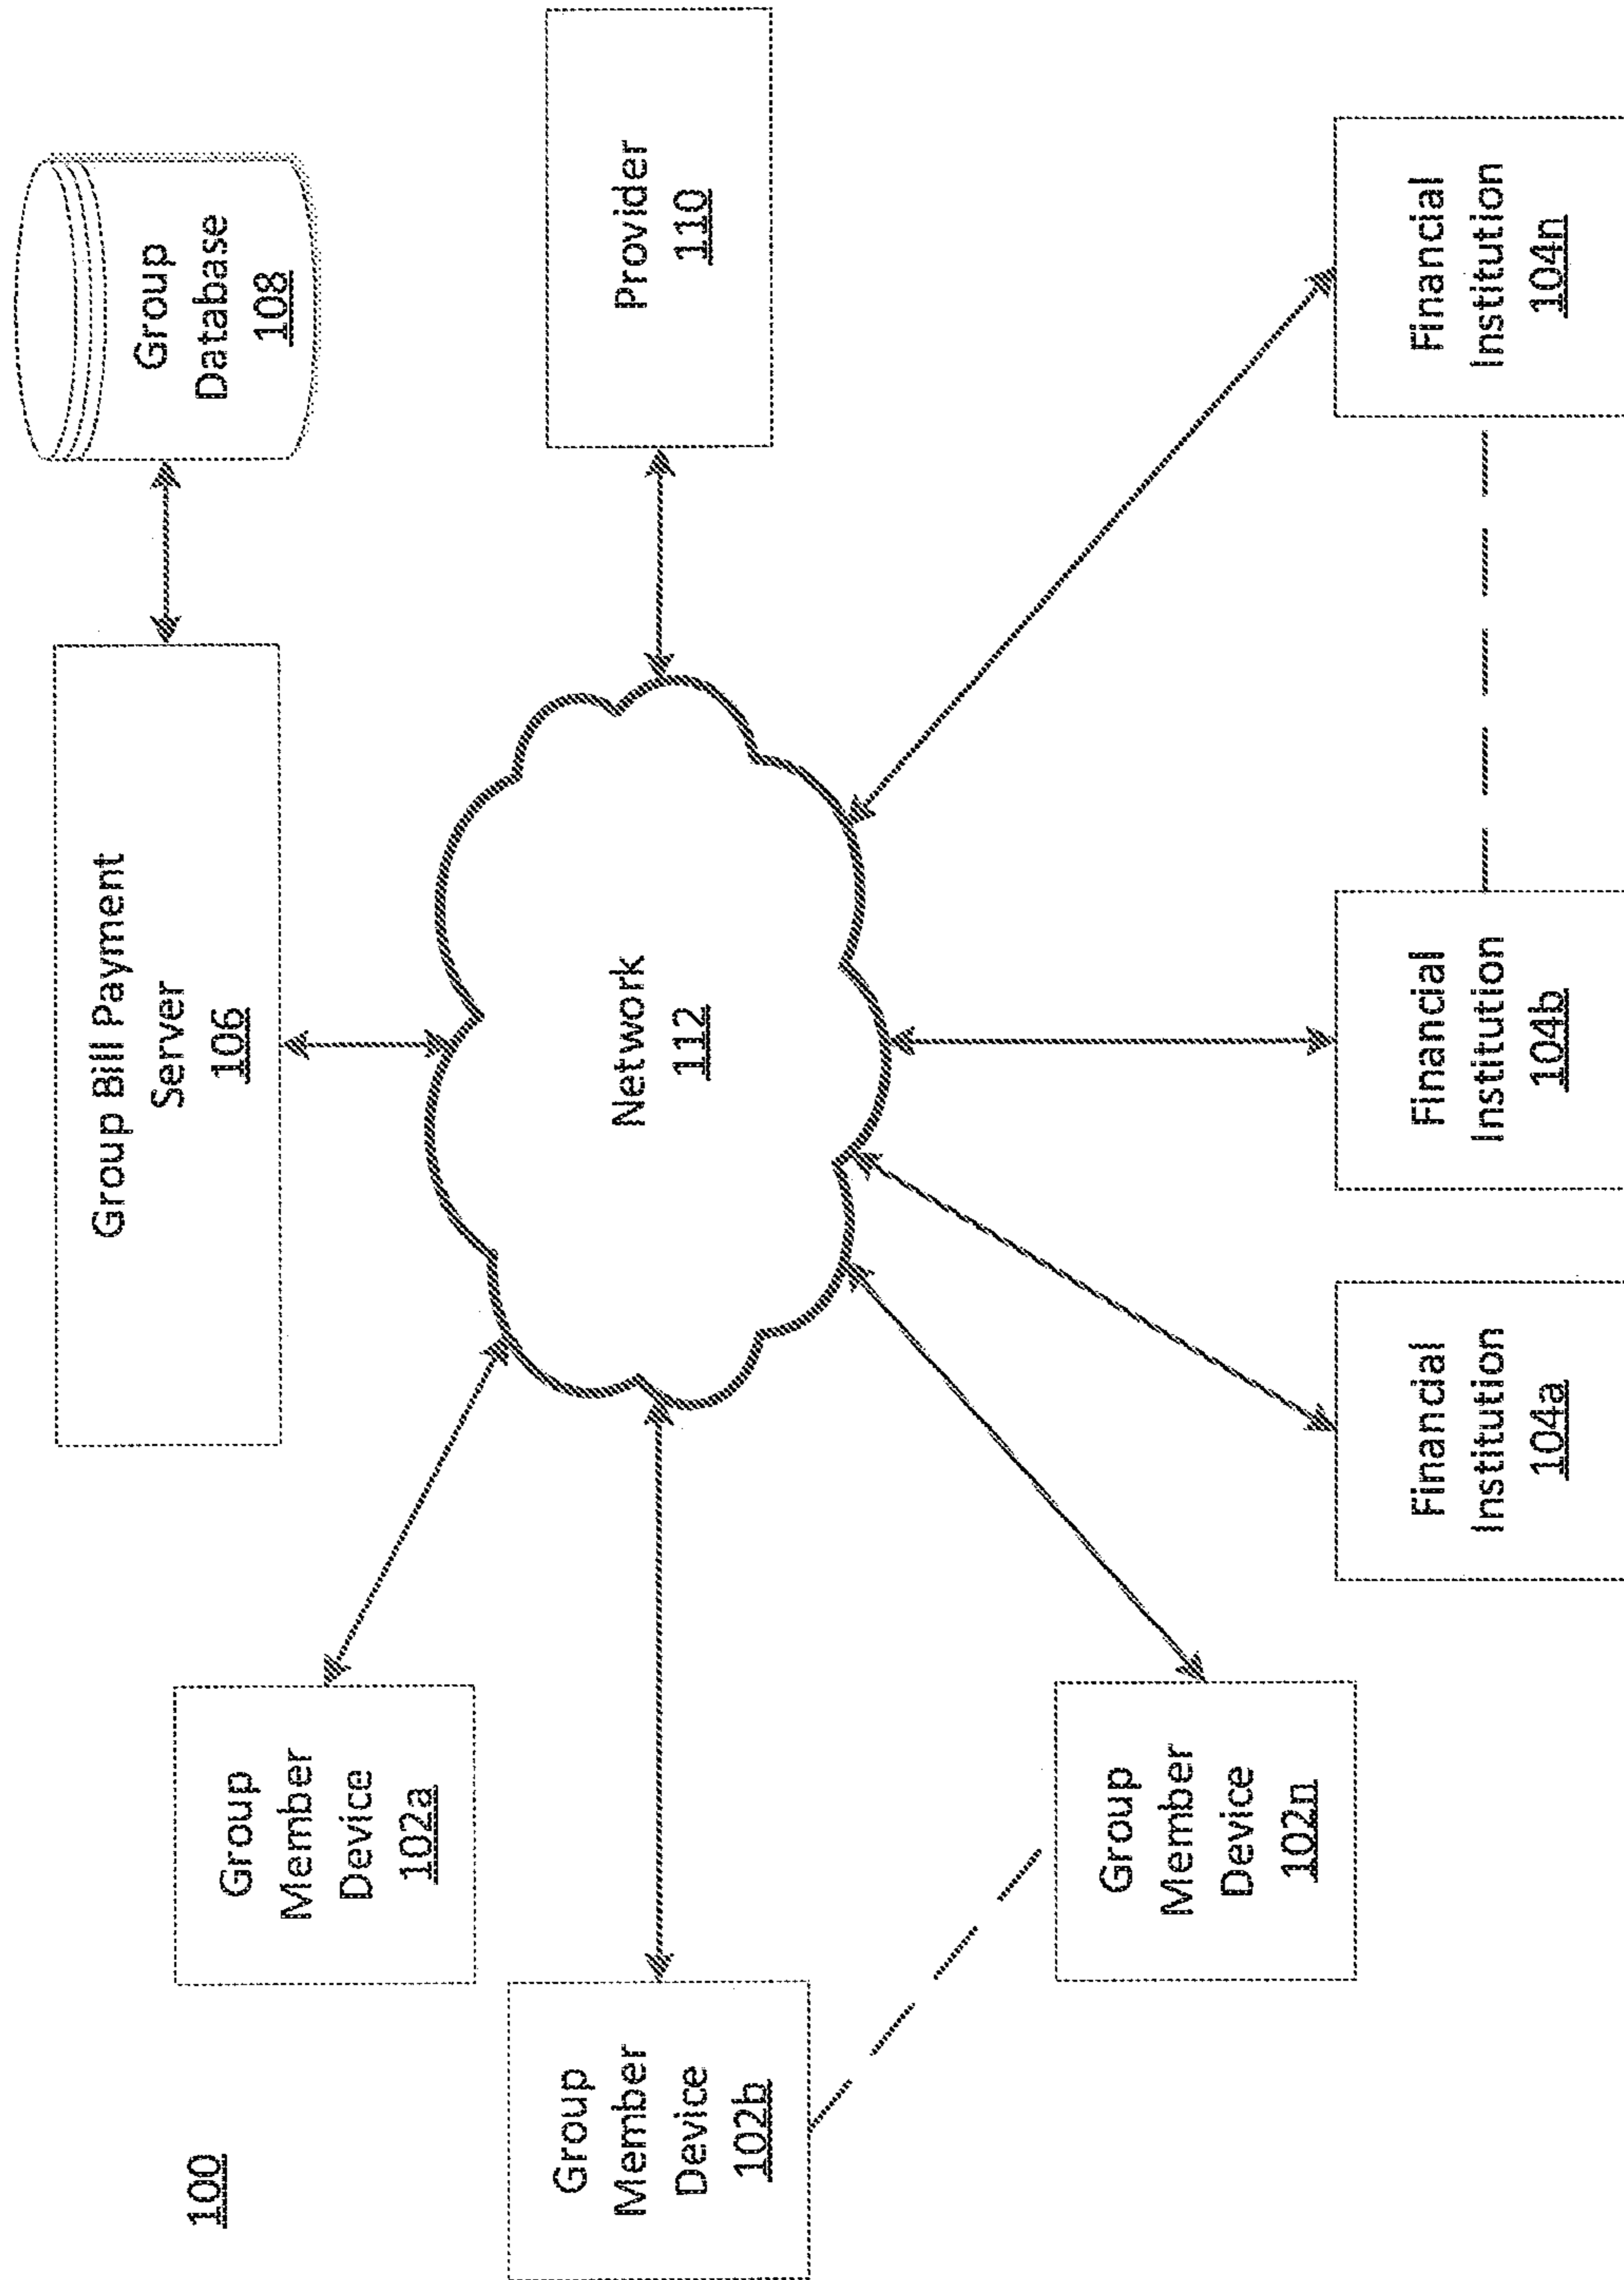 100
Group Bill Payment
Server
106
Group
Database
108
Group
Member
Device
102a
Group
Member
Device
102b
Network
112
Provider
110
Group
Member
Device
102n
Financial
Institution
104a
Financial
Institution
104b
Financial
Institution
104n